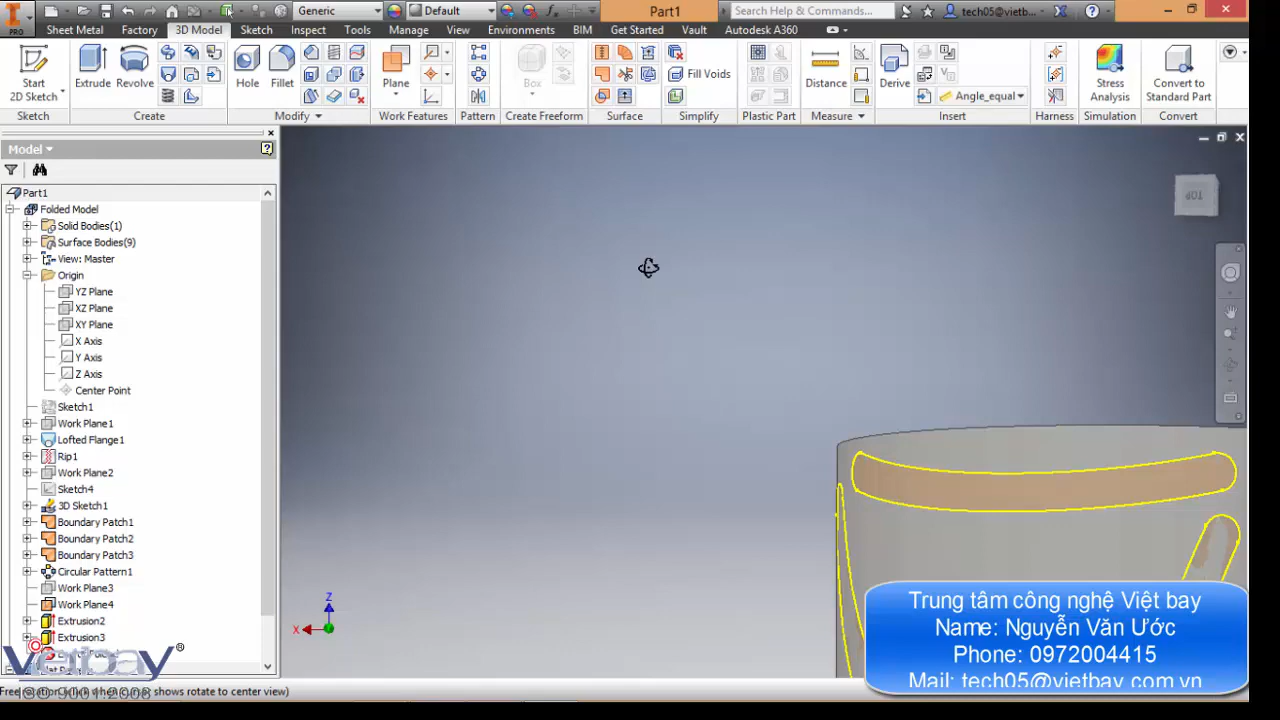 Generic
Default
Part1
Search Help & Commands...
tech05@vietb...
PRO
Sheet Metal
Factory
3D Model
Sketch
Inspect
Tools
Manage
View
Environments
BIM
Get Started
Vault
Autodesk A360
Start
2D Sketch
Extrude
Revolve
Hole
Fillet
Plane
Box
Fill Voids
Distance
Derive
Angle_equal
Stress
Analysis
Convert to
Standard Part
Sketch
Create
Modify
Work Features
Pattern
Create Freeform
Surface
Simplify
Plastic Part
Measure
Insert
Harness
Simulation
Convert
Model
Part1
Folded Model
Solid Bodies(1)
Surface Bodies(9)
View: Master
Origin
YZ Plane
XZ Plane
XY Plane
X Axis
Y Axis
Z Axis
Center Point
Sketch1
Work Plane1
Lofted Flange1
Rip1
Work Plane2
Sketch4
3D Sketch1
Boundary Patch1
Boundary Patch2
Boundary Patch3
Circular Pattern1
Work Plane3
Work Plane4
Extrusion2
Extrusion3
TOP
Z
X
vietbay ®
Trung tâm công nghệ Việt bay
Name: Nguyễn Văn Ước
Phone: 0972004415
Mail: tech05@vietbay.com.vn